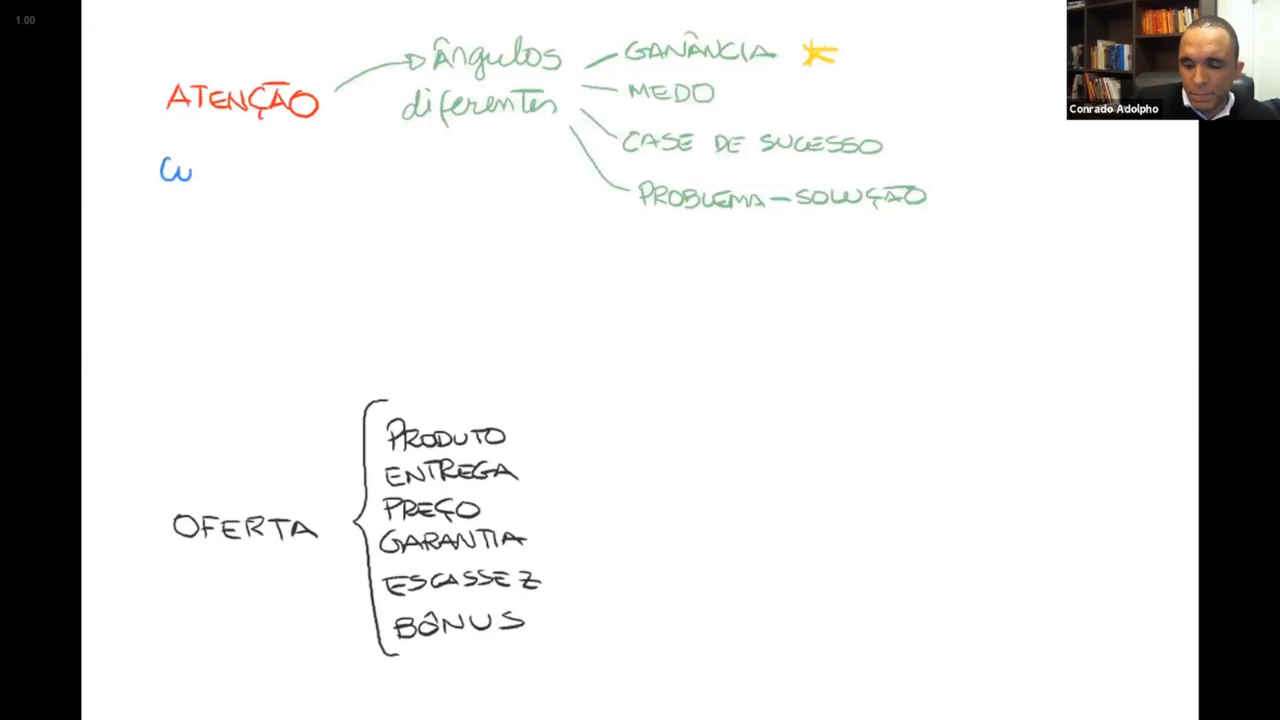 1.00
Conrado Adolpho
ATENÇÃO
ângulos
diferentes
GANÂNCIA
MEDO
CASE DE SUCESSO
PROBLEMA - SOLUÇÃO
Cu
OFERTA
PRODUTO
ENTREGA
PREÇO
GARANTIA
ESCASSEZ
BÔNUS